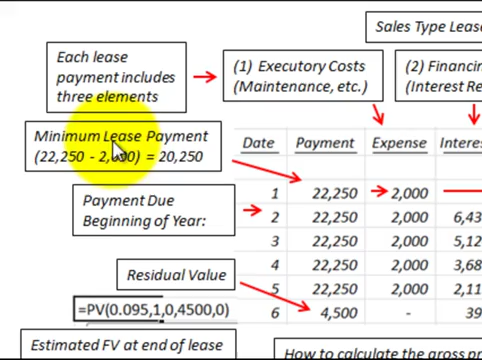 Sales Type Lease
Each lease
payment includes
three elements
(1) Executory Costs
(Maintenance, etc.)
(2) Financin
(Interest Re
Minimum Lease Payment
(22,250 - 2,000) = 20,250
Date Payment Expense Interes
1 22,250 2,000
Payment Due
Beginning of Year:
2 22,250 2,000 6,43
3 22,250 2,000 5,12
4 22,250 2,000 3,68
5 22,250 2,000 2,11
Residual Value
6 4,500 - 39
=PV(0.095,1,0,4500,0)
Estimated FV at end of lease
How to calculate the gross pr